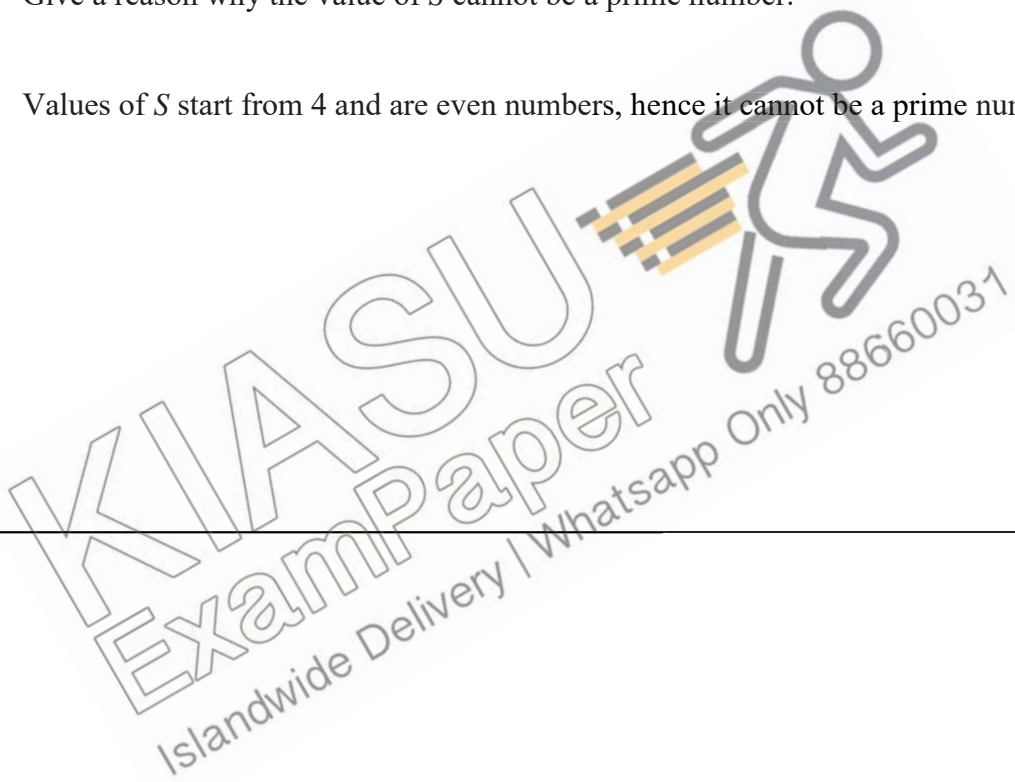 Give a reason why the value of S cannot be a prime number.
Values of S start from 4 and are even numbers, hence it cannot be a prime
KIASU
ExamPaper
Islandwide Delivery | Whatsapp Only 88660031